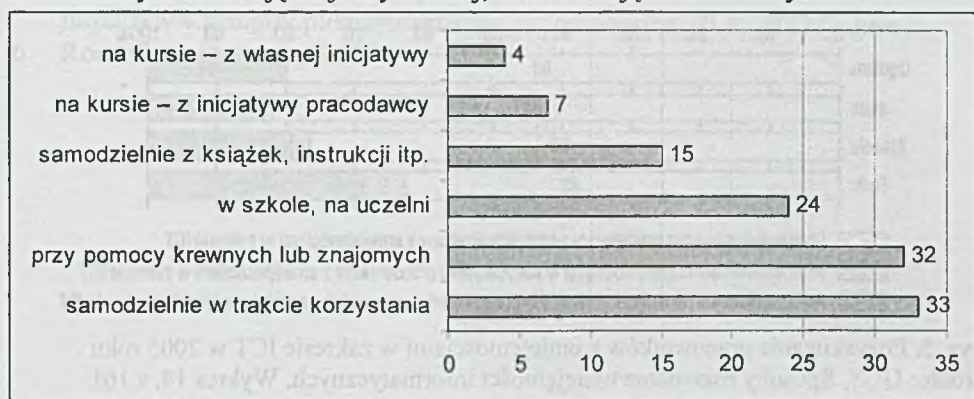 na kursie – z własnej inicjatywy 4
na kursie – z inicjatywy pracodawcy 7
samodzielnie z książek, instrukcji itp. 15
w szkole, na uczelni 24
przy pomocy krewnych lub znajomych 32
samodzielnie w trakcie korzystania 33
0 5 10 15 20 25 30 35